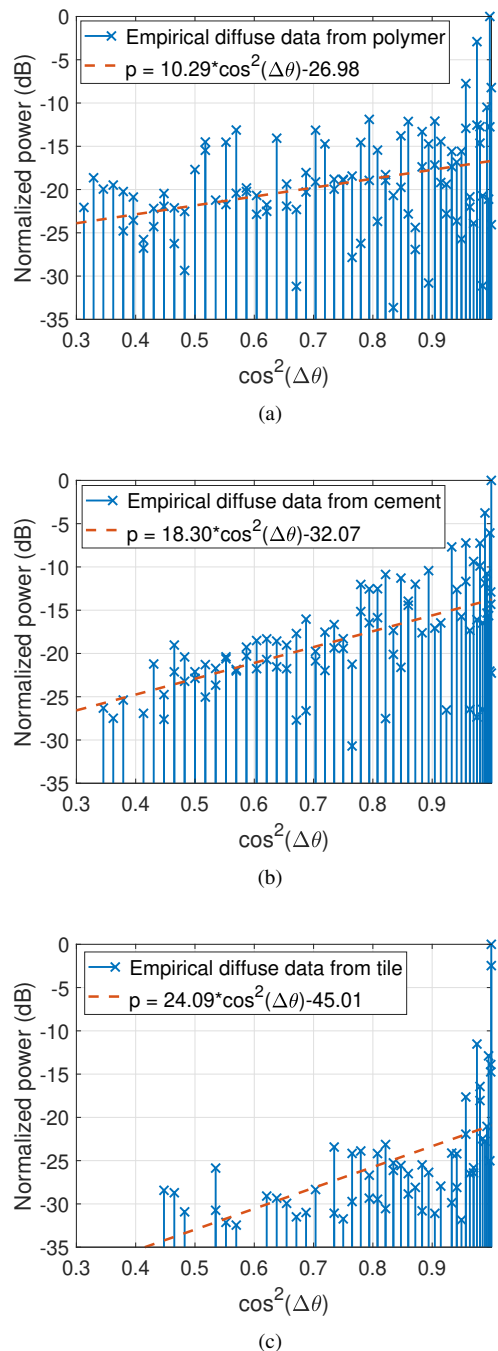 0
-5
-10
-15
-20
-25
-30
-35
Normalized power (dB)
Empirical diffuse data from polymer
p = 10.29*cos²(Δθ)-26.98
0.3 0.4 0.5 0.6 0.7 0.8 0.9
cos²(Δθ)
(a)
0
-5
-10
-15
-20
-25
-30
-35
Normalized power (dB)
Empirical diffuse data from cement
p = 18.30*cos²(Δθ)-32.07
0.3 0.4 0.5 0.6 0.7 0.8 0.9
cos²(Δθ)
(b)
0
-5
-10
-15
-20
-25
-30
-35
Normalized power (dB)
Empirical diffuse data from tile
p = 24.09*cos²(Δθ)-45.01
0.3 0.4 0.5 0.6 0.7 0.8 0.9
cos²(Δθ)
(c)